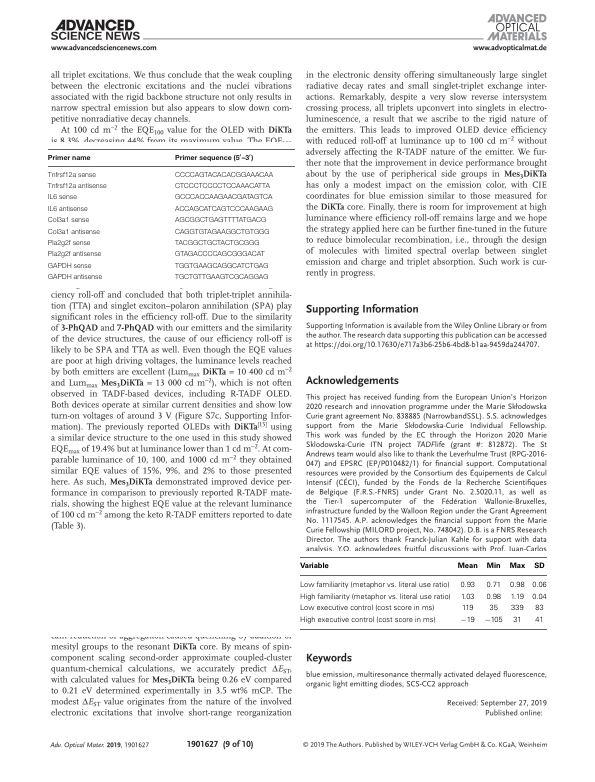 ADVANCED
SCIENCE NEWS
www.advancedsciencenews.com
ADVANCED
OPTICAL
MATERIALS
www.advopticalmat.de
all triplet excitations. We thus conclude that the weak coupling
between the electronic excitations and the nuclei vibrations
associated with the rigid backbone structure not only results in
narrow spectral emission but also appears to slow down com-
petitive nonradiative decay channels.
At 100 cd m−2 the EQE100 value for the OLED with DiKTa
is 8.3%, decreasing 44% from its maximum value. The EQE
Primer name Primer sequence (5′–3′)
Tnfrsf12a sense CCCCAGTACACACGGAAACAA
Tnfrsf12a antisense CTCCCTCCCCTCCAAACATTA
IL6 sense GCCCACCAAGAACGATAGTCA
IL6 antisense ACCAGCATCAGTCCCAAGAAG
Col3a1 sense AGCGGCTGAGTTTTATGACG
Col3a1 antisense CAGGTGTAGAAGGCTGTGGG
Pla2g2f sense TACGGCTGCTACTGCGGG
Pla2g2f antisense GTAGACCCCAGCGGGACAT
GAPDH sense TGGTGAAGCAGGCATCTGAG
GAPDH antisense TGCTGTTGAAGTCGCAGGAG
ciency roll-off and concluded that both triplet-triplet annihila-
tion (TTA) and singlet exciton–polaron annihilation (SPA) play
significant roles in the efficiency roll-off. Due to the similarity
of 3-PhQAD and 7-PhQAD with our emitters and the similarity
of the device structures, the cause of our efficiency roll-off is
likely to be SPA and TTA as well. Even though the EQE values
are poor at high driving voltages, the luminance levels reached
by both emitters are excellent (Lummax DiKTa = 10 400 cd m−2
and Lummax Mes3DiKTa = 13 000 cd m−2), which is not often
observed in TADF-based devices, including R-TADF OLED.
Both devices operate at similar current densities and show low
turn-on voltages of around 3 V (Figure S7c, Supporting Infor-
mation). The previously reported OLEDs with DiKTa[15] using
a similar device structure to the one used in this study showed
EQEmax of 19.4% but at luminance lower than 1 cd m−2. At com-
parable luminance of 10, 100, and 1000 cd m−2 they obtained
similar EQE values of 15%, 9%, and 2% to those presented
here. As such, Mes3DiKTa demonstrated improved device per-
formance in comparison to previously reported R-TADF mate-
rials, showing the highest EQE value at the relevant luminance
of 100 cd m−2 among the keto R-TADF emitters reported to date
(Table 3).
cant reduction of aggregation-caused quenching by addition of
mesityl groups to the resonant DiKTa core. By means of spin-
component scaling second-order approximate coupled-cluster
quantum-chemical calculations, we accurately predict ΔEST,
with calculated values for Mes3DiKTa being 0.26 eV compared
to 0.21 eV determined experimentally in 3.5 wt% mCP. The
modest ΔEST value originates from the nature of the involved
electronic excitations that involve short-range reorganization
in the electronic density offering simultaneously large singlet
radiative decay rates and small singlet-triplet exchange inter-
actions. Remarkably, despite a very slow reverse intersystem
crossing process, all triplets upconvert into singlets in electro-
luminescence, a result that we ascribe to the rigid nature of
the emitters. This leads to improved OLED device efficiency
with reduced roll-off at luminance up to 100 cd m−2 without
adversely affecting the R-TADF nature of the emitter. We fur-
ther note that the improvement in device performance brought
about by the use of peripherial side groups in Mes3DiKTa
has only a modest impact on the emission color, with CIE
coordinates for blue emission similar to those measured for
the DiKTa core. Finally, there is room for improvement at high
luminance where efficiency roll-off remains large and we hope
the strategy applied here can be further fine-tuned in the future
to reduce bimolecular recombination, i.e., through the design
of molecules with limited spectral overlap between singlet
emission and charge and triplet absorption. Such work is cur-
rently in progress.
Supporting Information
Supporting Information is available from the Wiley Online Library or from
the author. The research data supporting this publication can be accessed
at https://doi.org/10.17630/e717a3b6-25b6-4bd8-b1aa-9459da244707.
Acknowledgements
This project has received funding from the European Union's Horizon
2020 research and innovation programme under the Marie Skłodowska
Curie grant agreement No. 838885 (NarrowbandSSL). S.S. acknowledges
support from the Marie Skłodowska-Curie Individual Fellowship.
This work was funded by the EC through the Horizon 2020 Marie
Sklodowska-Curie ITN project TADFlife (grant #: 812872). The St
Andrews team would also like to thank the Leverhulme Trust (RPG-2016-
047) and EPSRC (EP/P010482/1) for financial support. Computational
resources were provided by the Consortium des Équipements de Calcul
Intensif (CÉCI), funded by the Fonds de la Recherche Scientifiques
de Belgique (F.R.S.-FNRS) under Grant No. 2.5020.11, as well as
the Tier-1 supercomputer of the Fédération Wallonie-Bruxelles,
infrastructure funded by the Walloon Region under the Grant Agreement
No. 1117545. A.P. acknowledges the financial support from the Marie
Curie Fellowship (MILORD project, No. 748042). D.B. is a FNRS Research
Director. The authors thank Franck-Julian Kahle for support with data
analysis. Y.O. acknowledges fruitful discussions with Prof. Juan-Carlos
Variable Mean Min Max SD
Low familiarity (metaphor vs. literal use ratio) 0.93 0.71 0.98 0.06
High familiarity (metaphor vs. literal use ratio) 1.03 0.98 1.19 0.04
Low executive control (cost score in ms) 119 35 339 83
High executive control (cost score in ms) −19 −105 31 41
Keywords
blue emission, multiresonance thermally activated delayed fluorescence,
organic light emitting diodes, SCS-CC2 approach
Received: September 27, 2019
Published online:
Adv. Optical Mater. 2019, 1901627
1901627 (9 of 10)
© 2019 The Authors. Published by WILEY-VCH Verlag GmbH & Co. KGaA, Weinheim